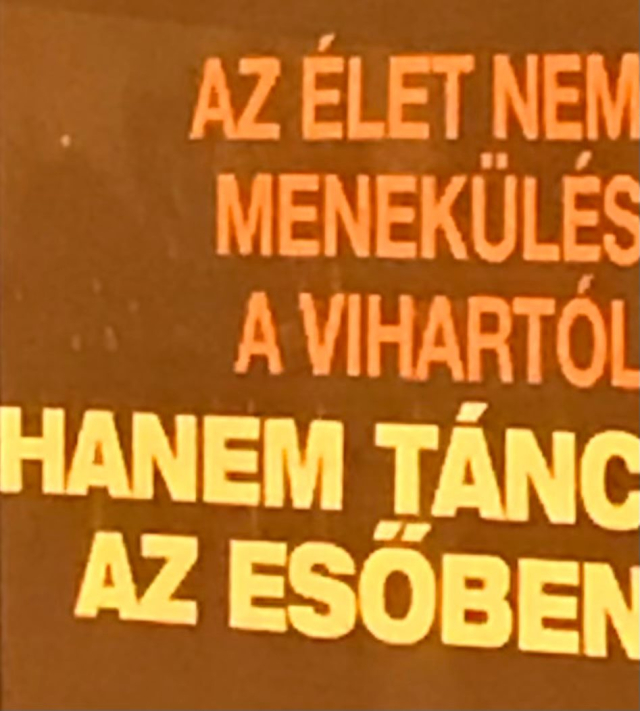 AZ ÉLET NEM
MENEKÜLÉS
A VIHARTÓL
HANEM TÁNC
AZ ESŐBEN